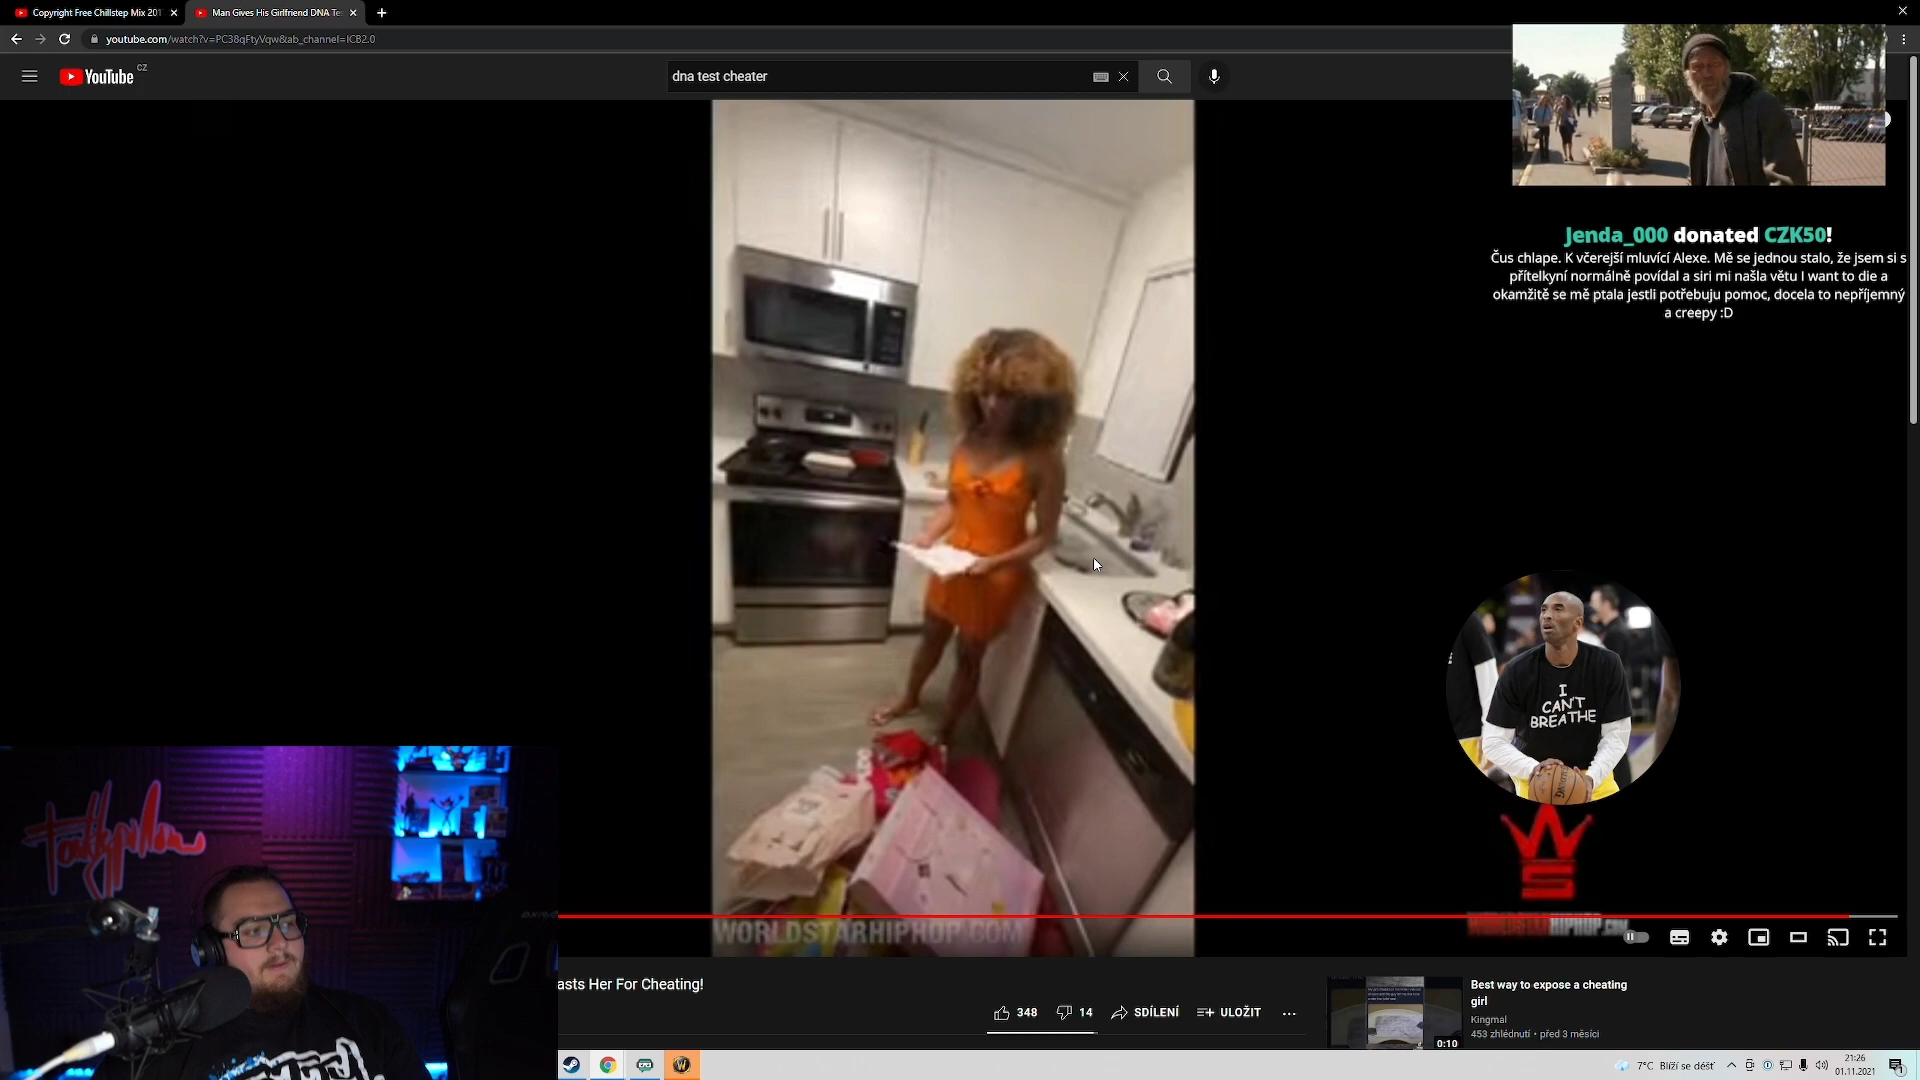 Copyright Free Chillstep Mix 201
Man Gives His Girlfriend DNA Te
youtube.com/watch?v=PC38qFtyVqw&ab_channel=ICB2.0
YouTube CZ
dna test cheater
Jenda_000 donated CZK50!
Čus chlape. K včerejší mluvící Alexe. Mě se jednou stalo, že jsem si s
přítelkyní normálně povídal a siri mi našla větu I want to die a
okamžitě se mě ptala jestli potřebuju pomoc, docela to nepříjemný
a creepy :D
I
CAN'T
BREATHE
WORLDSTARHIPHOP.COM
WORLDSTARHIPHOP.COM
asts Her For Cheating!
348
14
SDÍLENÍ
ULOŽIT
0:10
Best way to expose a cheating
girl
Kingmal
453 zhlédnutí • před 3 měsíci
7°C Blíží se déšť
21:26
01.11.2021